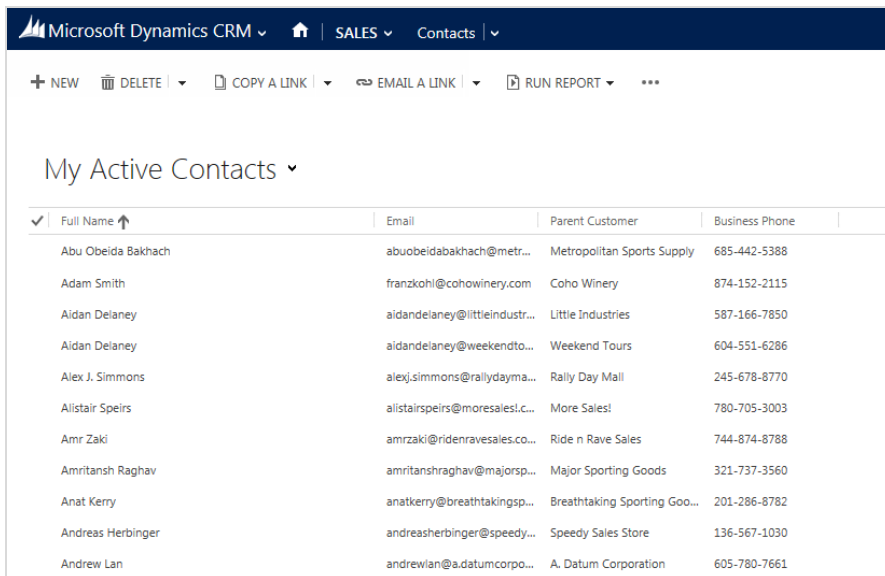 Microsoft Dynamics CRM SALES Contacts
NEW DELETE COPY A LINK EMAIL A LINK RUN REPORT •••
My Active Contacts
Full Name Email Parent Customer Business Phone
Abu Obeida Bakhach abuobeidabakhach@metr... Metropolitan Sports Supply 685-442-5388
Adam Smith franzkohl@cohowinery.com Coho Winery 874-152-2115
Aidan Delaney aidandelaney@littleindustr... Little Industries 587-166-7850
Aidan Delaney aidandelaney@weekendto... Weekend Tours 604-551-6286
Alex J. Simmons alexj.simmons@rallydayma... Rally Day Mall 245-678-8770
Alistair Speirs alistairspeirs@moresales!.c... More Sales! 780-705-3003
Amr Zaki amrzaki@ridenravesales.co... Ride n Rave Sales 744-874-8788
Amritansh Raghav amritanshraghav@majorsp... Major Sporting Goods 321-737-3560
Anat Kerry anatkerry@breathtakingsp... Breathtaking Sporting Goo... 201-286-8782
Andreas Herbinger andreasherbinger@speedy... Speedy Sales Store 136-567-1030
Andrew Lan andrewlan@a.datumcorpo... A. Datum Corporation 605-780-7661